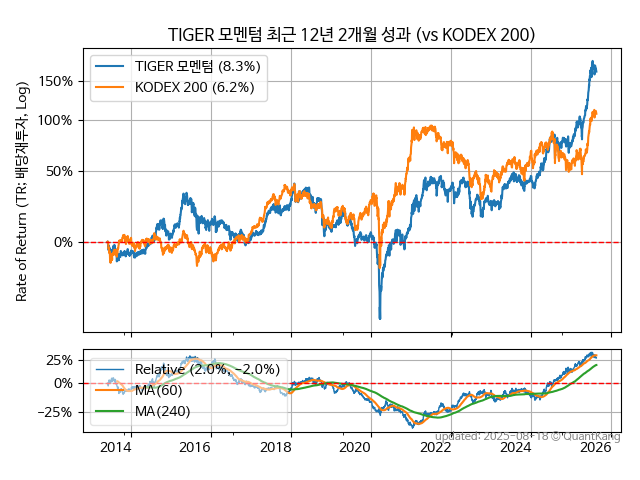 TIGER 모멘텀 최근 12년 2개월 성과 (vs KODEX 200)
Rate of Return (TR: 배당재투자, Log)
150%
100%
50%
0%
TIGER 모멘텀 (8.3%)
KODEX 200 (6.2%)
25%
0%
−25%
Relative (2.0%, −2.0%)
MA(60)
MA(240)
2014
2016
2018
2020
2022
2024
2026
updated: 2025-08-18 © QuantKang